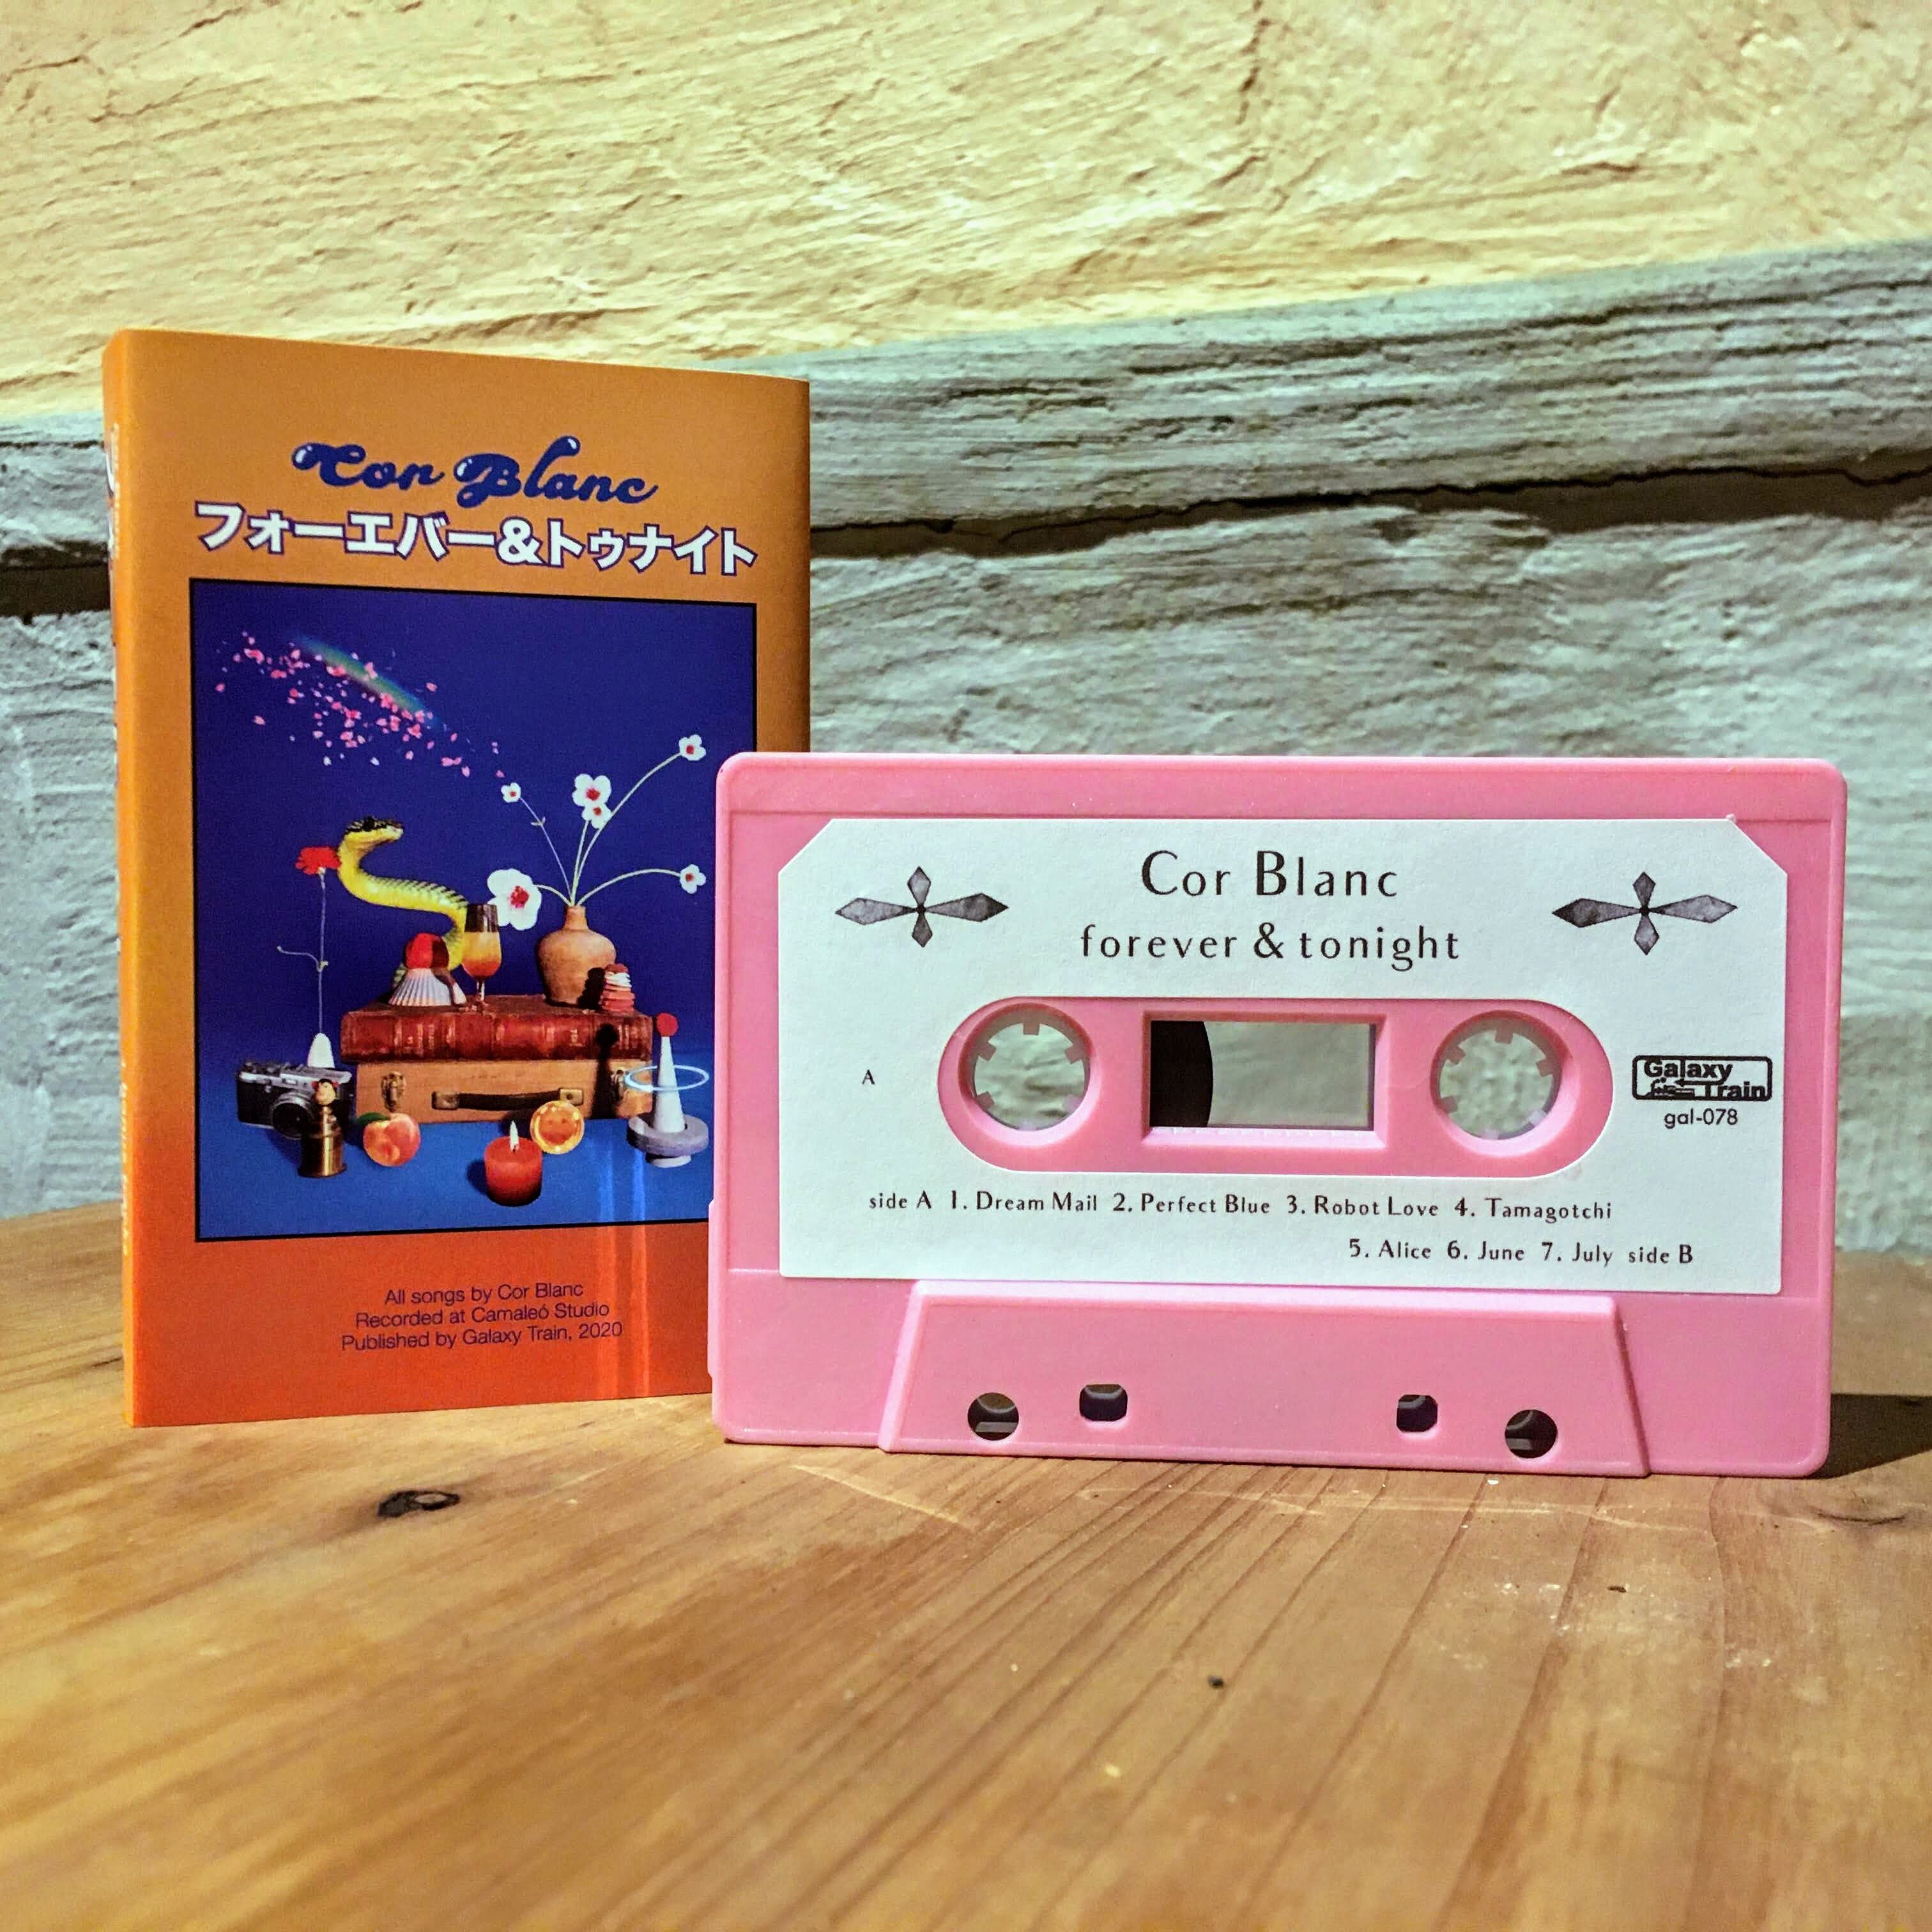 Cor Blanc
フォーエバー&トゥナイト
All songs by Cor Blanc
Recorded at Camaleó Studio
Published by Galaxy Train, 2020
Cor Blanc
forever & tonight
A
Galaxy
Train
gal-078
side A 1. Dream Mail 2. Perfect Blue 3. Robot Love 4. Tamagotchi
5. Alice 6. June 7. July side B